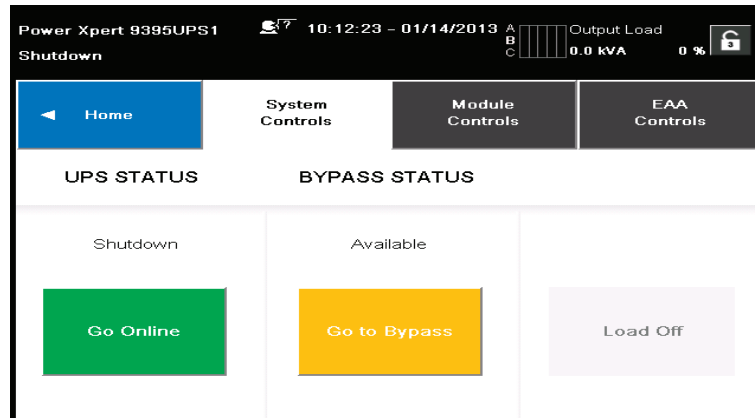 Power Xpert 9395UPS1
Shutdown
? 10:12:23 - 01/14/2013
A
B
C
Output Load
0.0 kVA 0 %
3
Home
System Controls
Module Controls
EAA Controls
UPS STATUS
BYPASS STATUS
Shutdown
Available
Go Online
Go to Bypass
Load Off